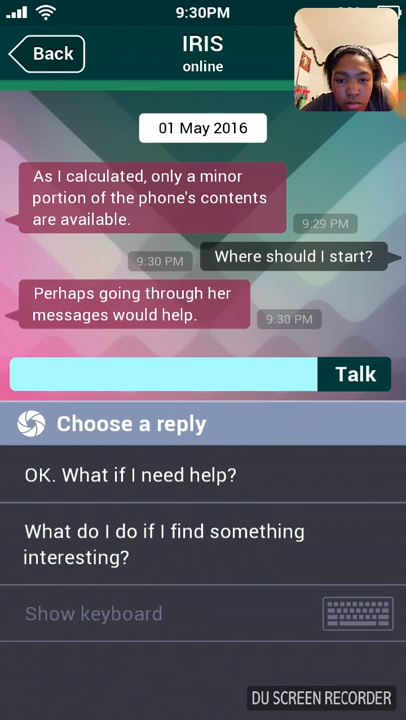 9:30PM
Back
IRIS
online
01 May 2016
As I calculated, only a minor
portion of the phone's contents
are available.
9:29 PM
9:30 PM
Where should I start?
Perhaps going through her
messages would help.
9:30 PM
Talk
Choose a reply
OK. What if I need help?
What do I do if I find something
interesting?
Show keyboard
DU SCREEN RECORDER